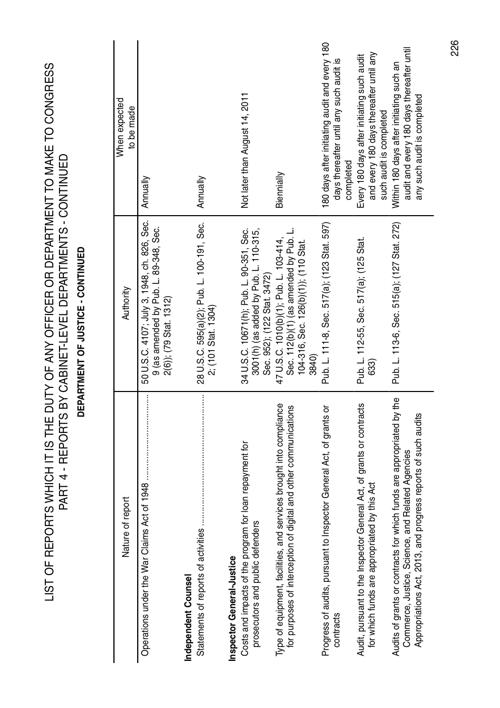 LIST OF REPORTS WHICH IT IS THE DUTY OF ANY OFFICER OR DEPARTMENT TO MAKE TO CONGRESS
PART 4 - REPORTS BY CABINET-LEVEL DEPARTMENTS - CONTINUED
DEPARTMENT OF JUSTICE - CONTINUED
Nature of report
Authority
When expected
to be made
Operations under the War Claims Act of 1948
50 U.S.C. 4107; July 3, 1948, ch. 826, Sec.
9 (as amended by Pub. L. 89-348, Sec.
2(6)); (79 Stat. 1312)
Annually
Independent Counsel
Statements of reports of activities
28 U.S.C. 595(a)(2); Pub. L. 100-191, Sec.
2; (101 Stat. 1304)
Annually
Inspector General-Justice
Costs and impacts of the program for loan repayment for
prosecutors and public defenders
34 U.S.C. 10671(h); Pub. L. 90-351, Sec.
3001(h) (as added by Pub. L. 110-315,
Sec. 952); (122 Stat. 3472)
Not later than August 14, 2011
Type of equipment, facilities, and services brought into compliance
for purposes of interception of digital and other communications
47 U.S.C. 1010(b)(1); Pub. L. 103-414,
Sec. 112(b)(1) (as amended by Pub. L.
104-316, Sec. 126(b)(1)); (110 Stat.
3840)
Biennially
Progress of audits, pursuant to Inspector General Act, of grants or
contracts
Pub. L. 111-8, Sec. 517(a); (123 Stat. 597)
180 days after initiating audit and every 180
days thereafter until any such audit is
completed
Audit, pursuant to the Inspector General Act, of grants or contracts
for which funds are appropriated by this Act
Pub. L. 112-55, Sec. 517(a); (125 Stat.
633)
Every 180 days after initiating such audit
and every 180 days thereafter until any
such audit is completed
Audits of grants or contracts for which funds are appropriated by the
Commerce, Justice, Science, and Related Agencies
Appropriations Act, 2013, and progress reports of such audits
Pub. L. 113-6, Sec. 515(a); (127 Stat. 272)
Within 180 days after initiating such an
audit and every 180 days thereafter until
any such audit is completed
226